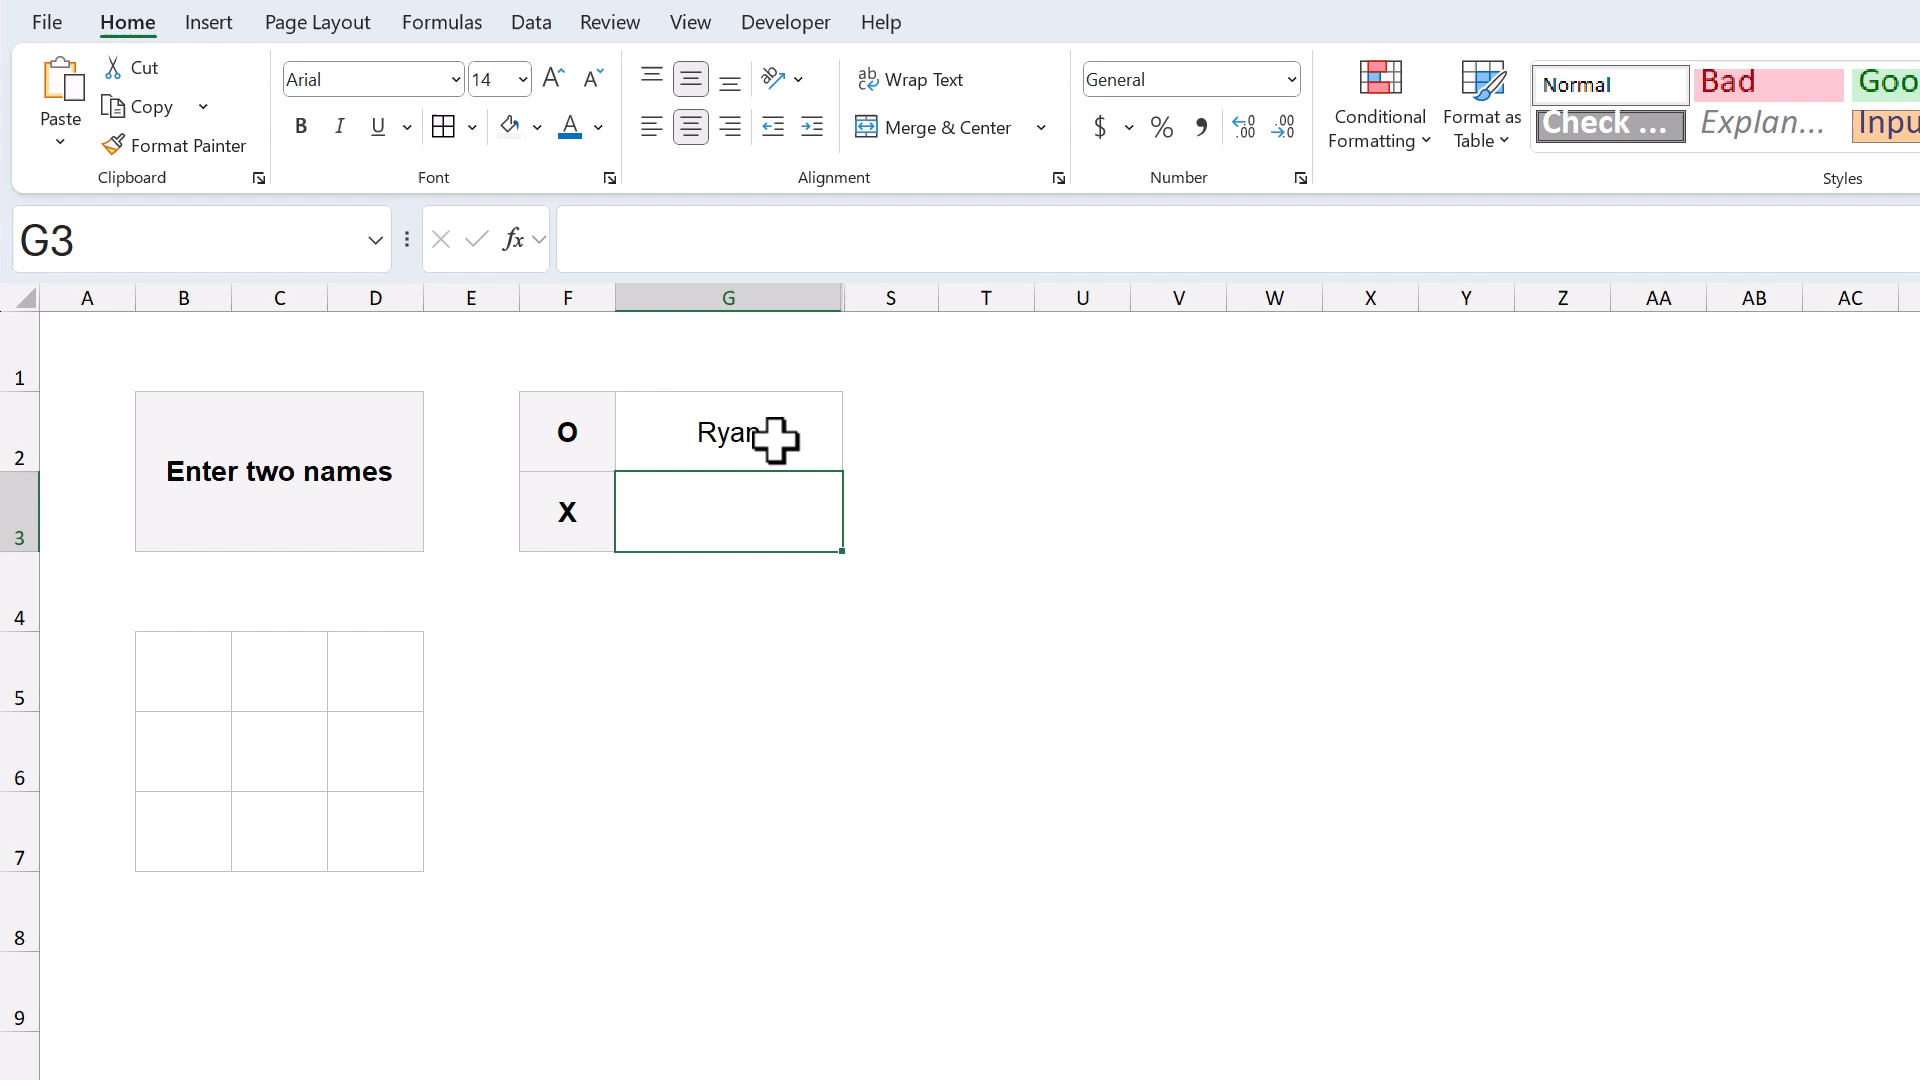 File Home Insert Page Layout Formulas Data Review View Developer Help
Paste
Cut
Copy
Format Painter
Clipboard
Arial 14
B I U A
Font
ab Wrap Text
Merge & Center
Alignment
General
$ % , .00 .00
Number
Conditional
Formatting
Format as
Table
Normal Bad Goo
Check ... Explan... Inpu
Styles
G3 fx
A B C D E F G S T U V W X Y Z AA AB AC
1
2
3
4
5
6
7
8
9
Enter two names
O Ryan
X